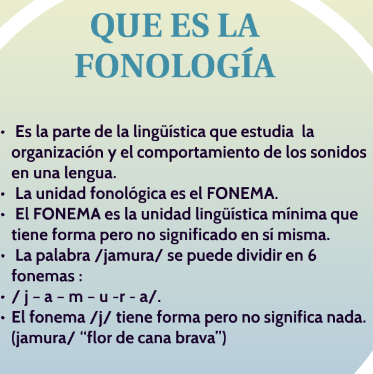 QUE ES LA
FONOLOGÍA
• Es la parte de la lingüística que estudia la
organización y el comportamiento de los sonidos
en una lengua.
• La unidad fonológica es el FONEMA.
• El FONEMA es la unidad lingüística mínima que
tiene forma pero no significado en sí misma.
• La palabra /jamura/ se puede dividir en 6
fonemas :
• / j – a – m – u -r - a/.
• El fonema /j/ tiene forma pero no significa nada.
(jamura/ “flor de cana brava”)